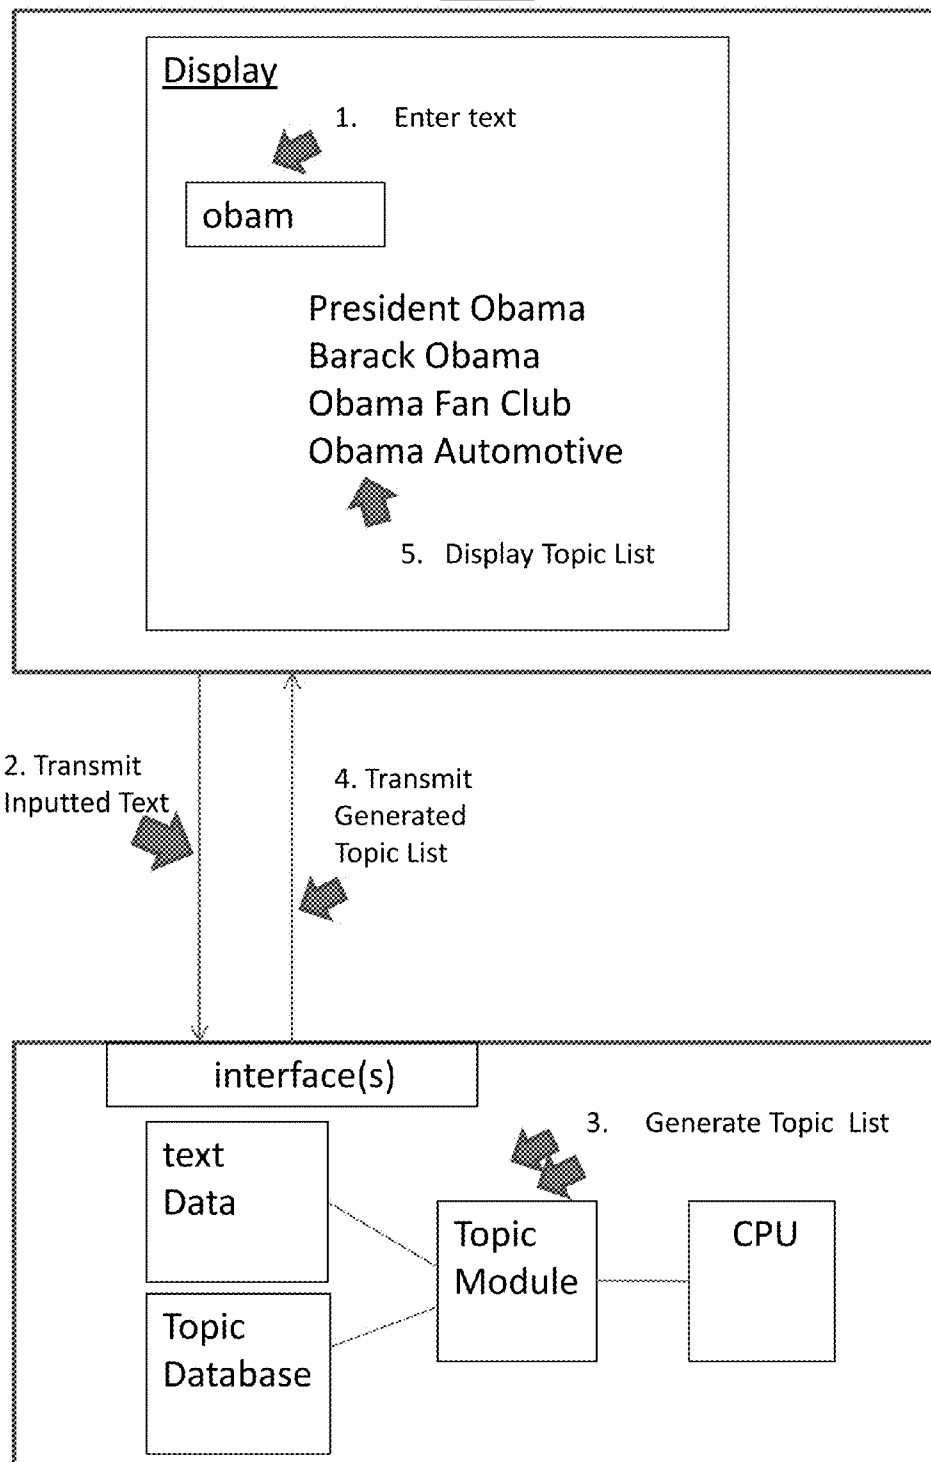 Display
1. Enter text
obam
President Obama
Barack Obama
Obama Fan Club
Obama Automotive
5. Display Topic List
2. Transmit
Inputted Text
4. Transmit
Generated
Topic List
interface(s)
3. Generate Topic List
text
Data
Topic
Module
CPU
Topic
Database